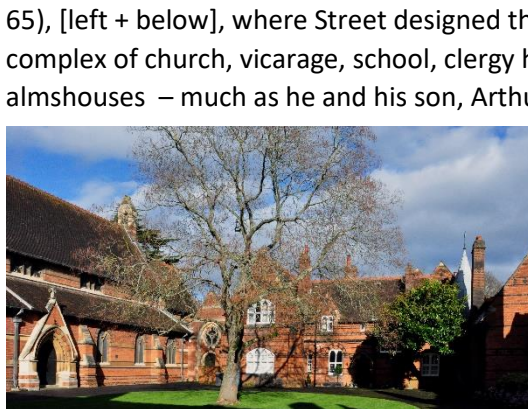 65), [left + below], where Street designed th
complex of church, vicarage, school, clergy h
almshouses – much as he and his son, Arthu